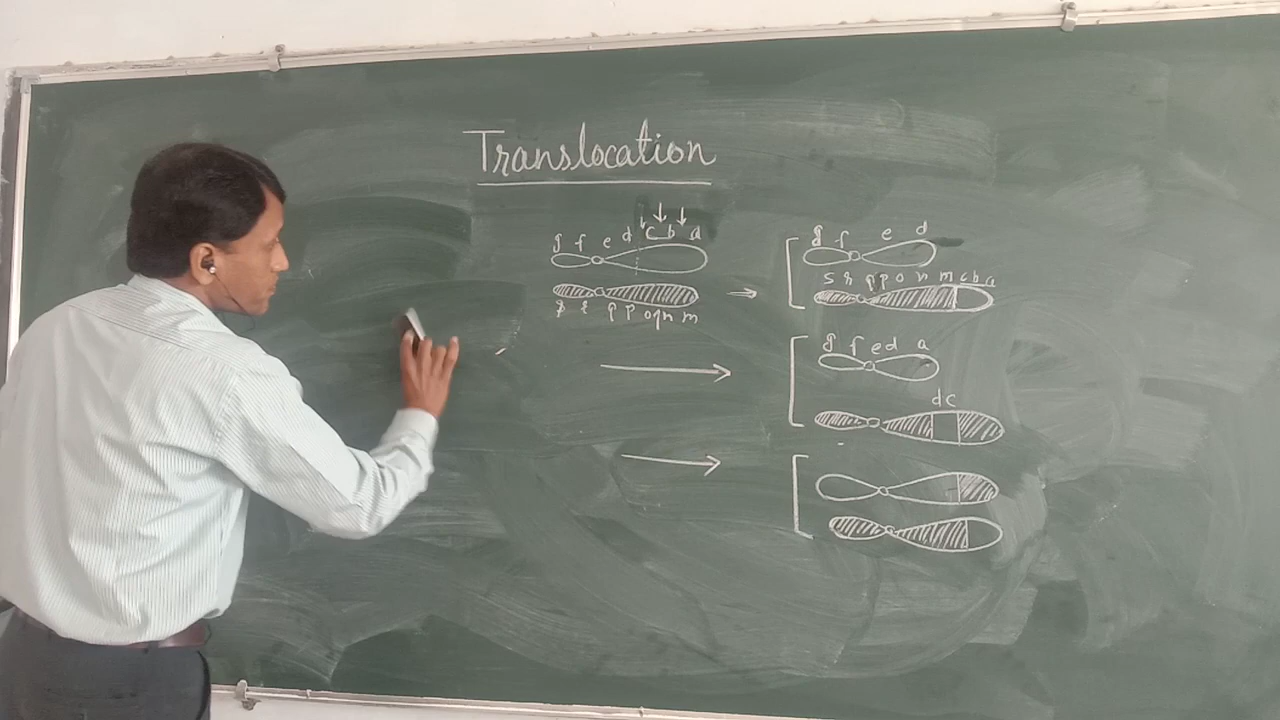 Translocation
g f e d c b a
s r q p o n m
g f e d
s r q p o n m c b a
g f e d a
d c